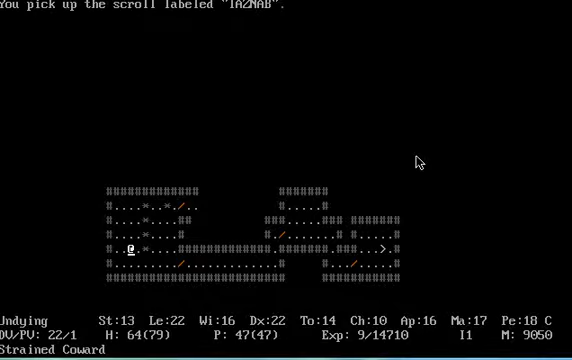 You pick up the scroll labeled "TAZNAB".
#############          #######
#....*..*./..          #.....#
#....*....##         ###.....### #######
#....*....#          #./.......# #.....#
#..@.*....#############.#######.###...>.#
#........./............#     #.../.....#
#########################     ###########
Undying St:13 Le:22 Wi:16 Dx:22 To:14 Ch:10 Ap:16 Ma:17 Pe:18 C
DV/PV: 22/1 H: 64(79) P: 47(47) Exp: 9/14710 I1 M: 9050
Strained Coward